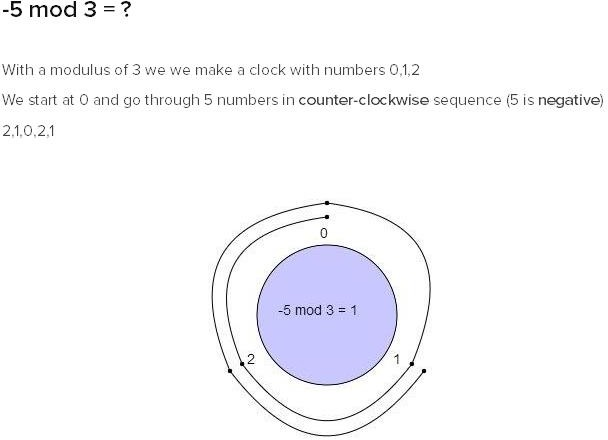 -5 mod 3 = ?
With a modulus of 3 we we make a clock with numbers 0,1,2
We start at 0 and go through 5 numbers in counter-clockwise sequence (5 is negative)
2,1,0,2,1
0
-5 mod 3 = 1
2
1